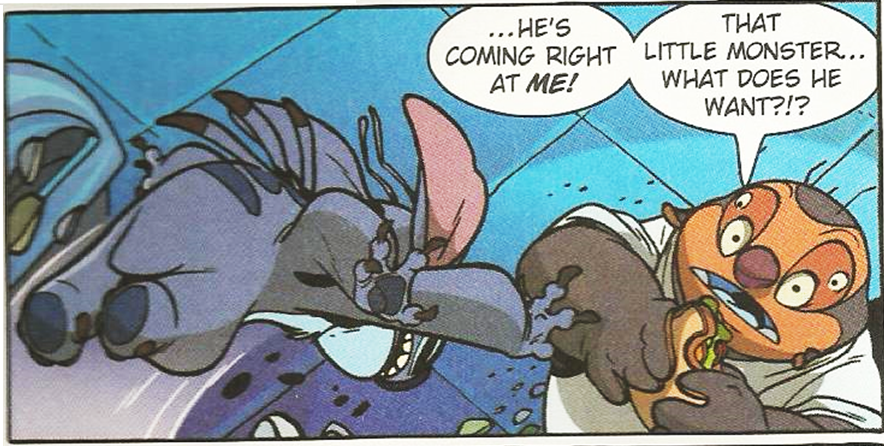 ...HE'S
COMING RIGHT
AT ME!
THAT
LITTLE MONSTER...
WHAT DOES HE
WANT?!?